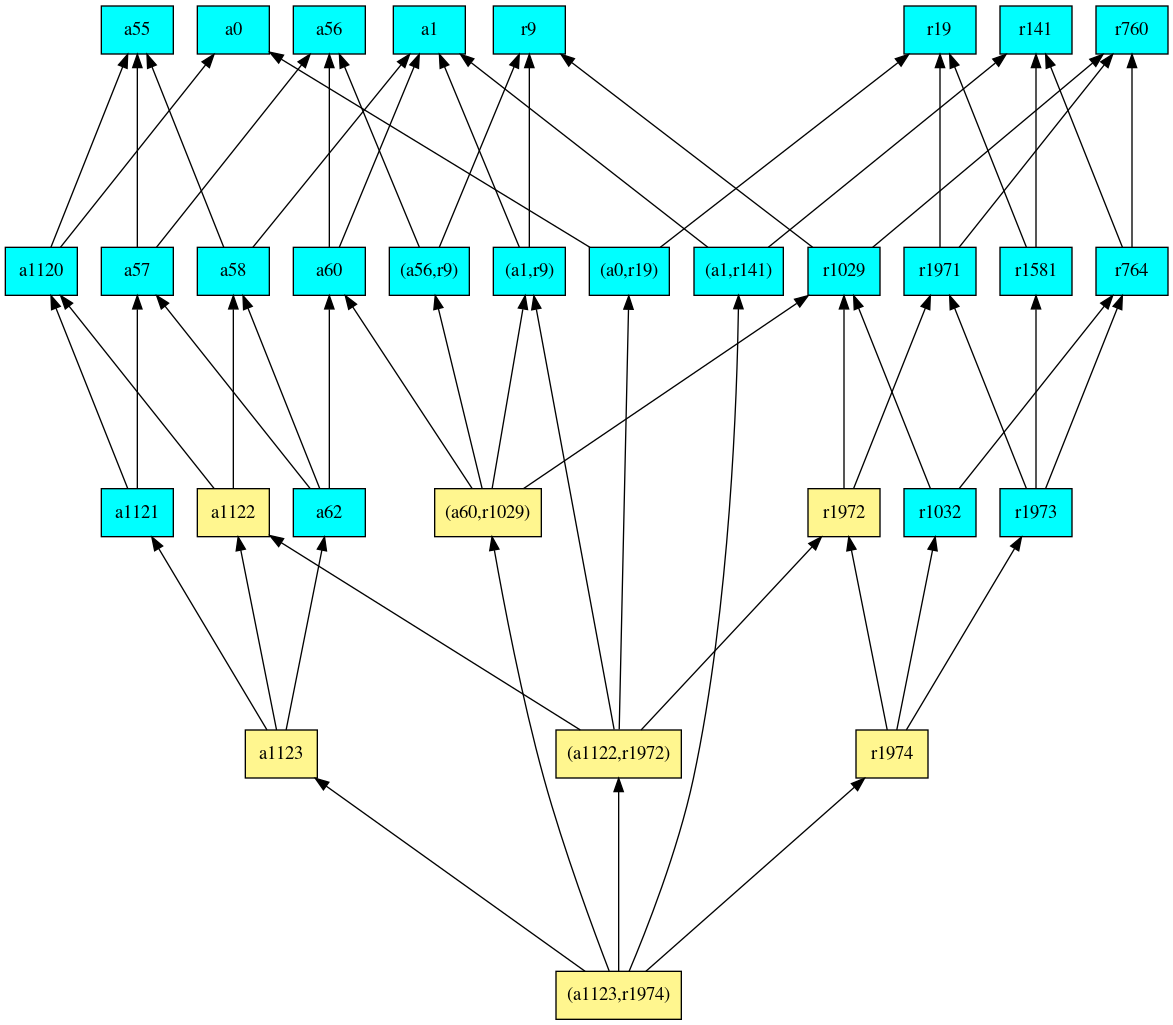 a55
a0
a56
a1
r9
r19
r141
r760
a1120
a57
a58
a60
(a56,r9)
(a1,r9)
(a0,r19)
(a1,r141)
r1029
r1971
r1581
r764
a1121
a1122
a62
(a60,r1029)
r1972
r1032
r1973
a1123
(a1122,r1972)
r1974
(a1123,r1974)